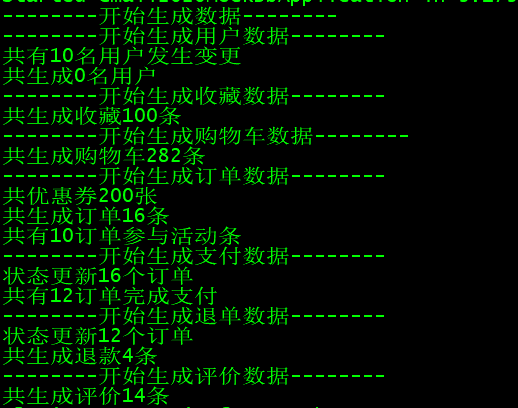 --------开始生成数据--------
--------开始生成用户数据--------
共有10名用户发生变更
共生成0名用户
--------开始生成收藏数据--------
共生成收藏100条
--------开始生成购物车数据--------
共生成购物车282条
--------开始生成订单数据--------
共优惠券200张
共生成订单16条
共有10订单参与活动条
--------开始生成支付数据--------
状态更新16个订单
共有12订单完成支付
--------开始生成退单数据--------
状态更新12个订单
共生成退款4条
--------开始生成评价数据--------
共生成评价14条